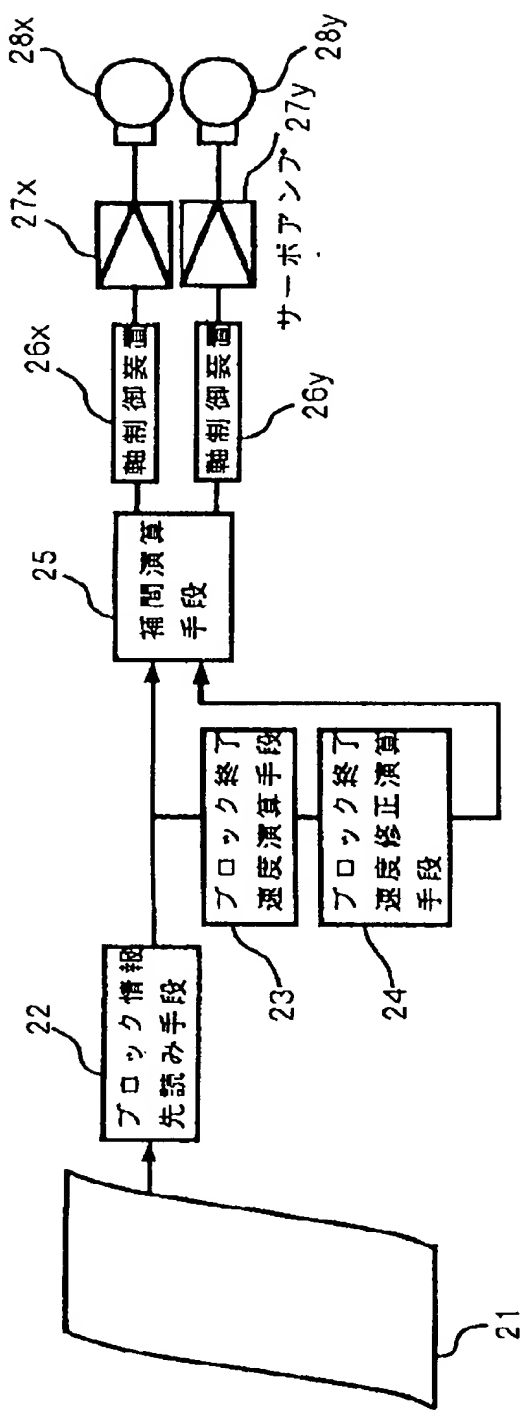 21
22
ブロック情報
先読み手段
23
ブロック終了
速度演算手段
24
ブロック終了
速度修正演算
手段
25
補間演算
手段
26x
軸制御装置
26y
軸制御装置
27x
27y
サーボアンプ
28x
28y